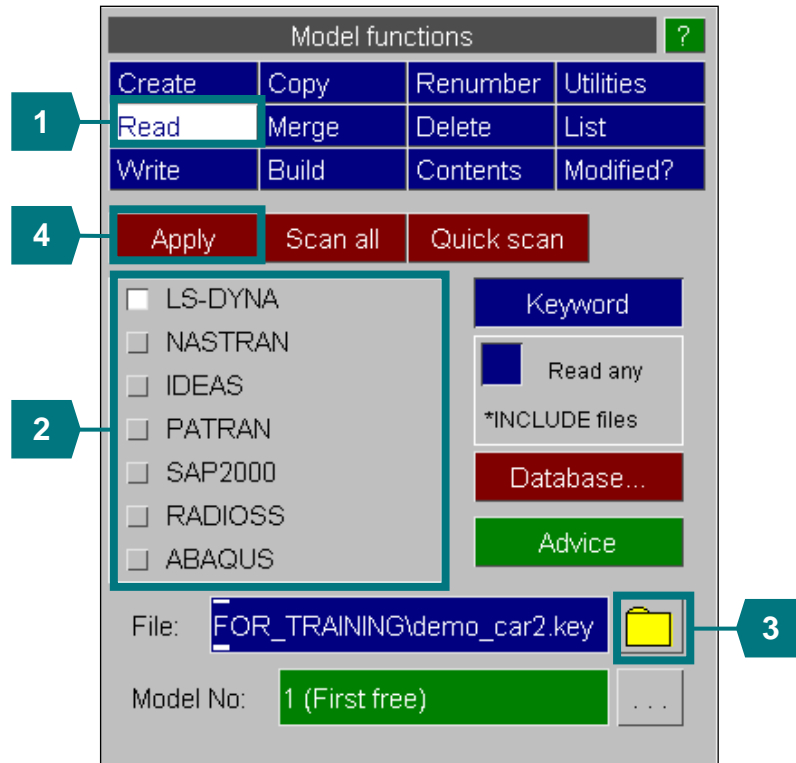 Model functions ?
Create Copy Renumber Utilities
1 Read Merge Delete List
Write Build Contents Modified?
4 Apply Scan all Quick scan
LS-DYNA Keyword
NASTRAN
IDEAS Read any
2 PATRAN *INCLUDE files
SAP2000 Database...
RADIOSS
ABAQUS Advice
File: FOR_TRAINING\demo_car2.key 3
Model No: 1 (First free) ...